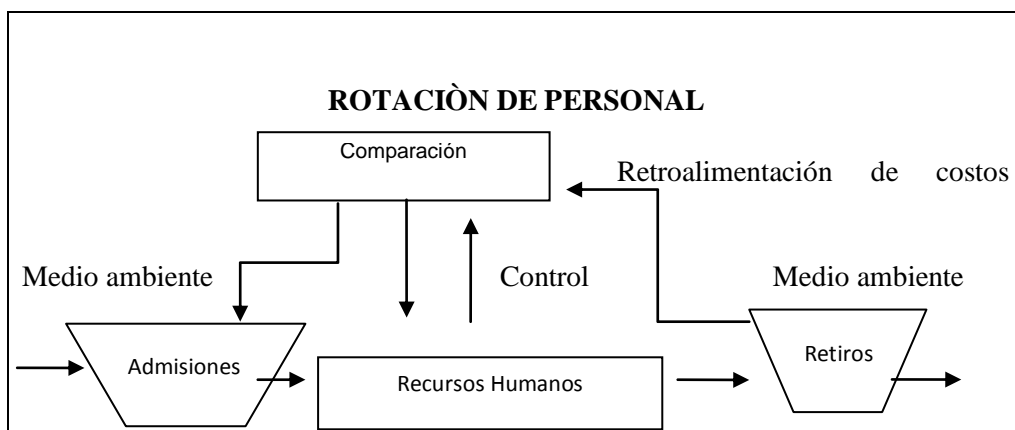 ROTACIÒN DE PERSONAL
Comparación
Retroalimentación de costos
Medio ambiente
Control
Medio ambiente
Admisiones
Recursos Humanos
Retiros